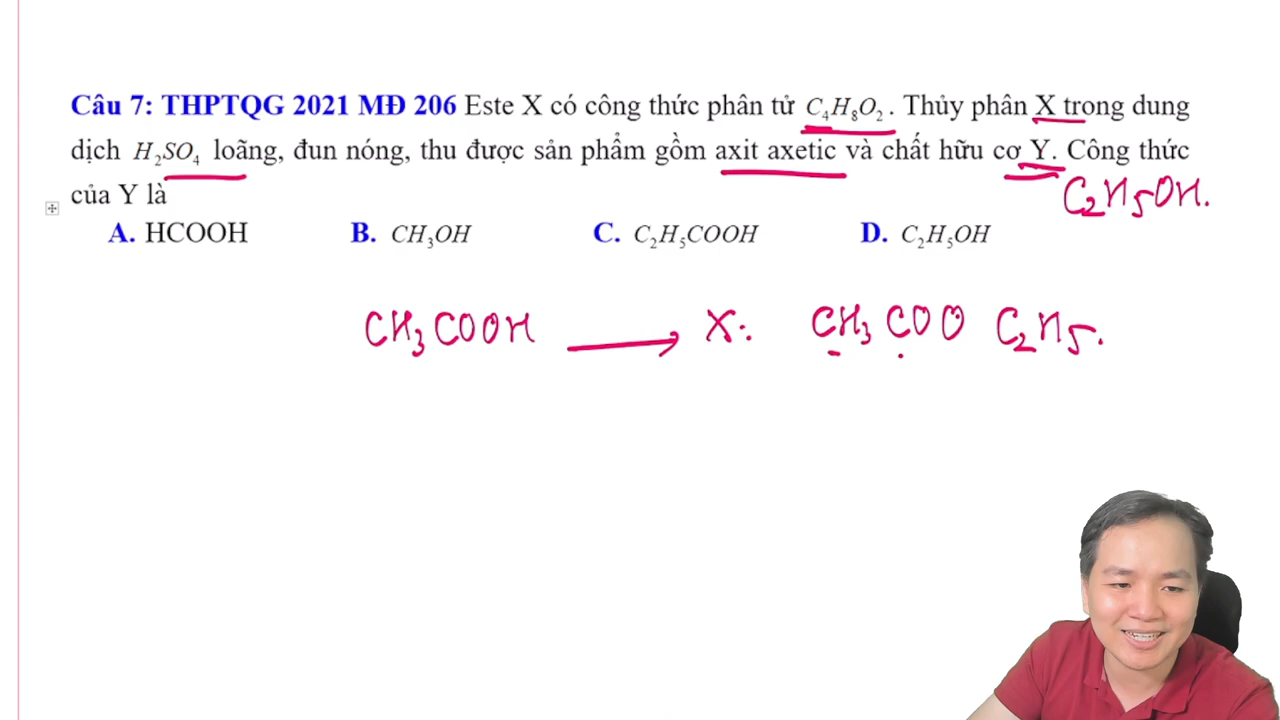 Câu 7: THPTQG 2021 MĐ 206 Este X có công thức phân tử C₄H₈O₂. Thủy phân X trong dung
dịch H₂SO₄ loãng, đun nóng, thu được sản phẩm gồm axit axetic và chất hữu cơ Y. Công thức
của Y là
C₂H₅OH.
A. HCOOH B. CH₃OH C. C₂H₅COOH D. C₂H₅OH
CH₃COOH → X: CH₃COO C₂H₅.